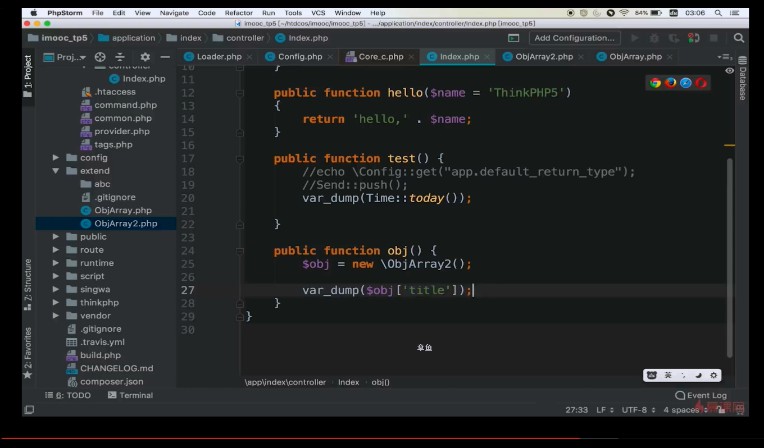 PhpStorm File Edit View Navigate Code Refactor Run Tools VCS Window Help 84% 03:06
index.php [imooc_tp5] - .../application/index/controller/Index.php [imooc_tp5]
imooc_tp5 application index controller Index.php Add Configuration...
1: Project Proj... Loader.php Config.php Core_c.php Index.php ObjArray2.php ObjArray.php Database
controller
Index.php
.htaccess
command.php
common.php
provider.php
tags.php
config
extend
abc
.gitignore
ObjArray.php
ObjArray2.php
public
route
runtime
script
singwa
thinkphp
vendor
.gitignore
.travis.yml
build.php
CHANGELOG.md
composer.json
Z: Structure
2: Favorites
10
11 }
12 public function hello($name = 'ThinkPHP5')
13 {
14 return 'hello,' . $name;
15 }
16
17 public function test() {
18 //echo \Config::get("app.default_return_type");
19 //Send::push();
20 var_dump(Time::today());
21
22 }
23
24 public function obj() {
25 $obj = new \ObjArray2();
26
27 var_dump($obj['title']);
28 }
29 }
30
英
\app\index\controller Index obj()
6: TODO Terminal Event Log
27:33 LF UTF-8 4 spaces